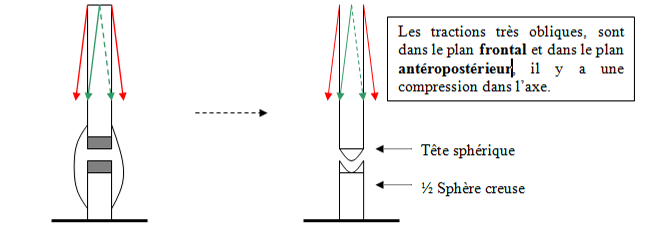 Les tractions très obliques, sont
dans le plan frontal et dans le plan
antéropostérieur, il y a une
compression dans l'axe.
Tête sphérique
½ Sphère creuse